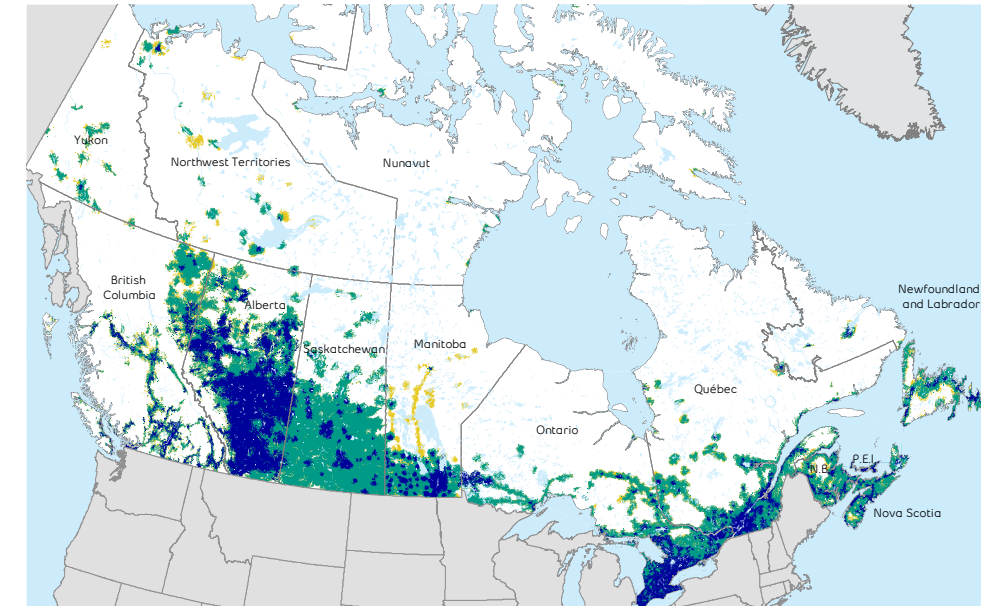 Yukon
Northwest Territories
Nunavut
British
Columbia
Alberta
Saskatchewan
Manitoba
Ontario
Québec
Newfoundland
and Labrador
P.E.I.
N.B.
Nova Scotia